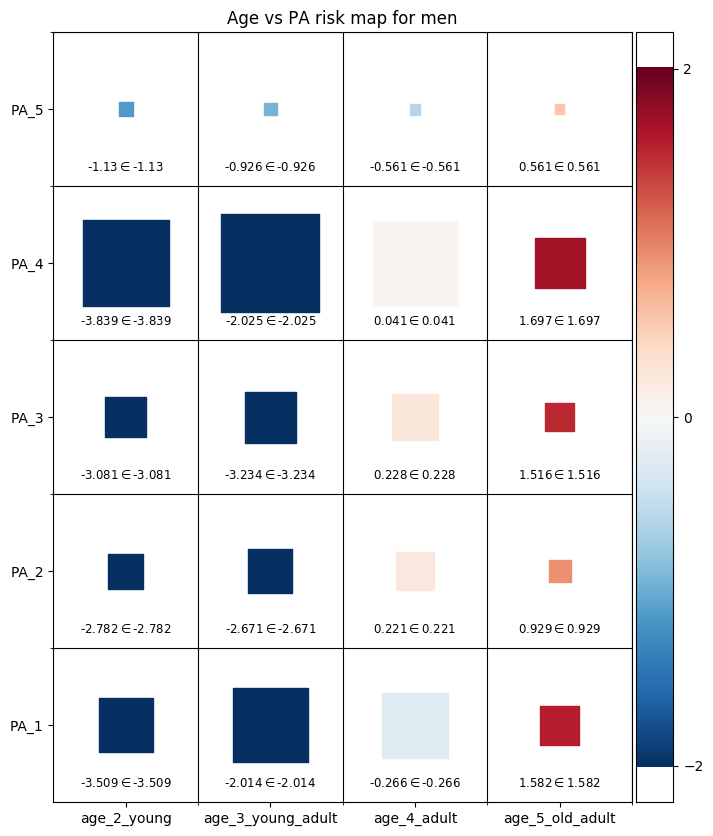 Age vs PA risk map for men
PA_5
-1.13∈-1.13
-0.926∈-0.926
-0.561∈-0.561
0.561∈0.561
2
PA_4
-3.839∈-3.839
-2.025∈-2.025
0.041∈0.041
1.697∈1.697
PA_3
-3.081∈-3.081
-3.234∈-3.234
0.228∈0.228
1.516∈1.516
0
PA_2
-2.782∈-2.782
-2.671∈-2.671
0.221∈0.221
0.929∈0.929
PA_1
-3.509∈-3.509
-2.014∈-2.014
-0.266∈-0.266
1.582∈1.582
−2
age_2_young
age_3_young_adult
age_4_adult
age_5_old_adult